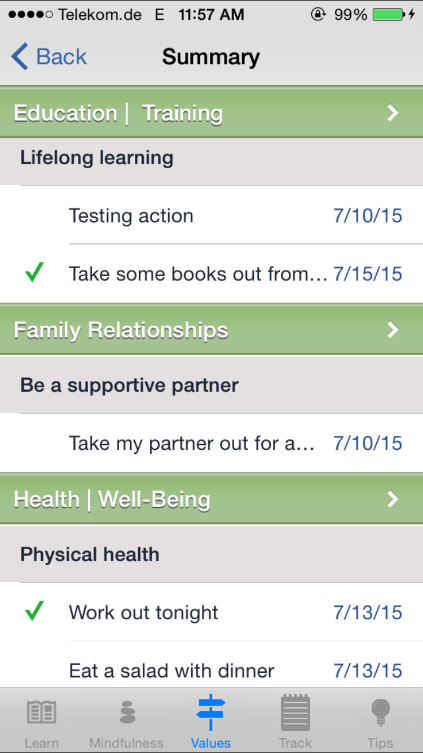 Telekom.de E 11:57 AM 99%
Back Summary
Education | Training
Lifelong learning
Testing action 7/10/15
Take some books out from... 7/15/15
Family Relationships
Be a supportive partner
Take my partner out for a... 7/10/15
Health | Well-Being
Physical health
Work out tonight 7/13/15
Eat a salad with dinner 7/13/15
Learn Mindfulness Values Track Tips